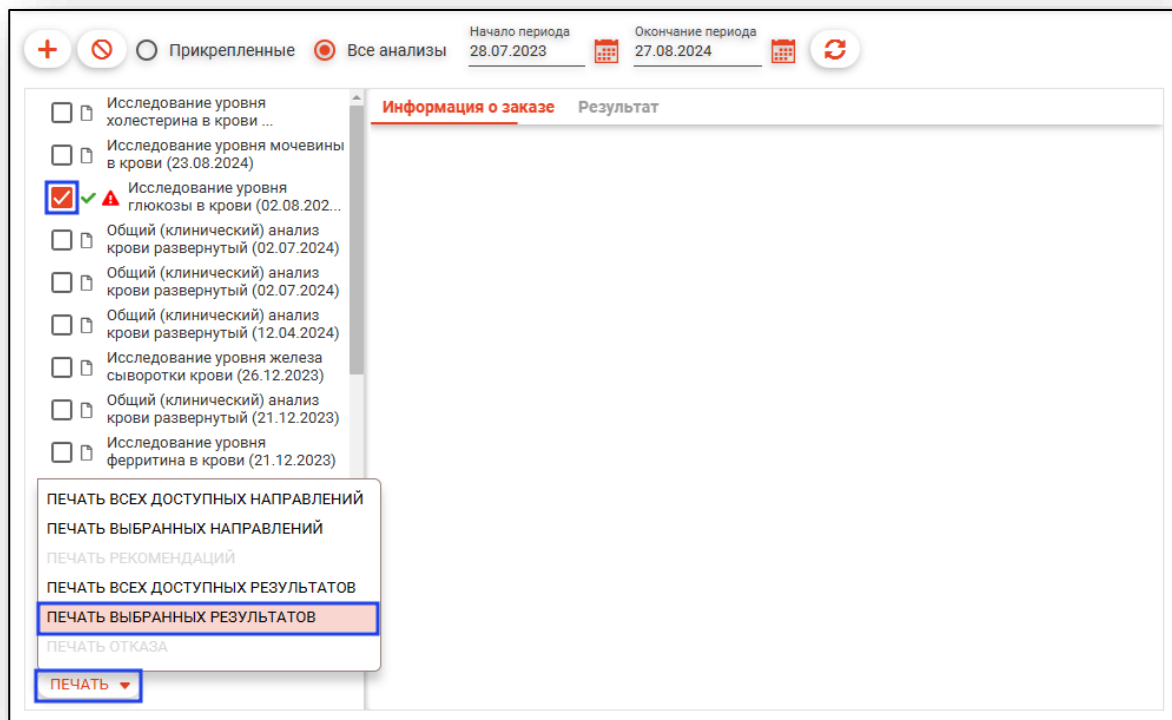 Прикрепленные
Все анализы
Начало периода
28.07.2023
Окончание периода
27.08.2024
Исследование уровня
холестерина в крови ...
Исследование уровня мочевины
в крови (23.08.2024)
Исследование уровня
глюкозы в крови (02.08.202...
Общий (клинический) анализ
крови развернутый (02.07.2024)
Общий (клинический) анализ
крови развернутый (02.07.2024)
Общий (клинический) анализ
крови развернутый (12.04.2024)
Исследование уровня железа
сыворотки крови (26.12.2023)
Общий (клинический) анализ
крови развернутый (21.12.2023)
Исследование уровня
ферритина в крови (21.12.2023)
ПЕЧАТЬ ВСЕХ ДОСТУПНЫХ НАПРАВЛЕНИЙ
ПЕЧАТЬ ВЫБРАННЫХ НАПРАВЛЕНИЙ
ПЕЧАТЬ РЕКОМЕНДАЦИЙ
ПЕЧАТЬ ВСЕХ ДОСТУПНЫХ РЕЗУЛЬТАТОВ
ПЕЧАТЬ ВЫБРАННЫХ РЕЗУЛЬТАТОВ
ПЕЧАТЬ ОТКАЗА
ПЕЧАТЬ
Информация о заказе
Результат